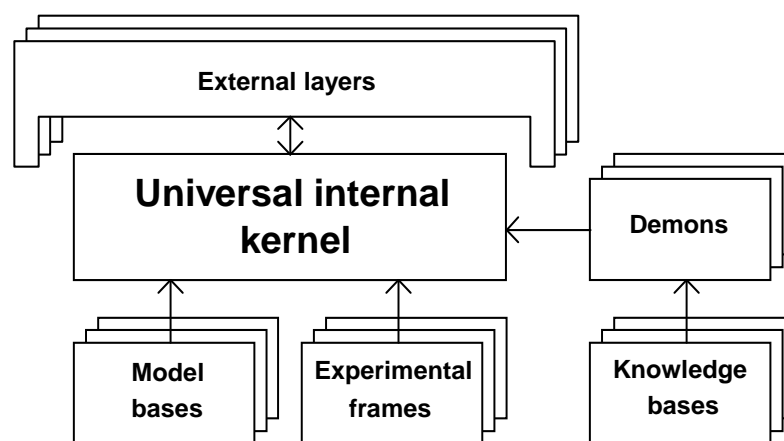 External layers
Universal internal
kernel
Demons
Model
bases
Experimental
frames
Knowledge
bases